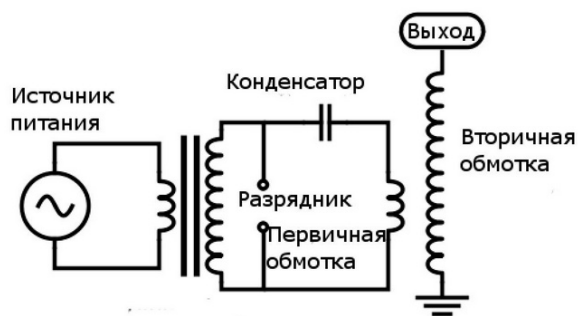 Выход
Конденсатор
Источник
питания
Вторичная
обмотка
Разрядник
Первичная
обмотка